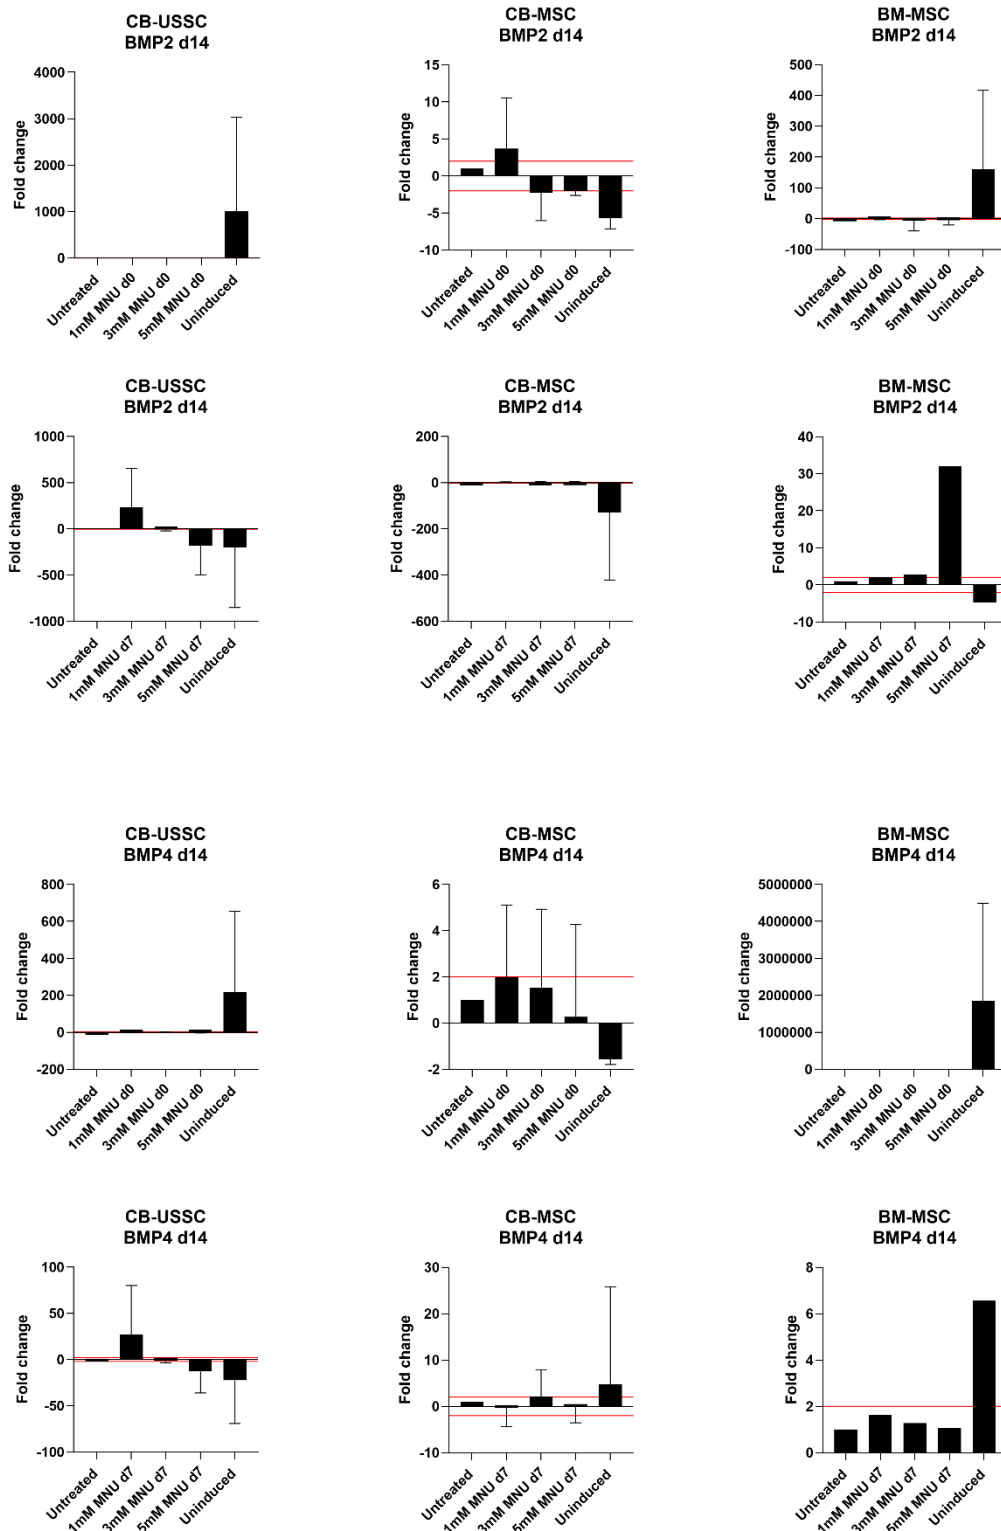 CB-USSC
BMP2 d14
Fold change
4000
3000
2000
1000
0
Untreated
1mM MNU d0
3mM MNU d0
5mM MNU d0
Uninduced
CB-MSC
BMP2 d14
Fold change
15
10
5
0
-5
-10
Untreated
1mM MNU d0
3mM MNU d0
5mM MNU d0
Uninduced
BM-MSC
BMP2 d14
Fold change
500
400
300
200
100
0
-100
Untreated
1mM MNU d0
3mM MNU d0
5mM MNU d0
Uninduced
CB-USSC
BMP2 d14
Fold change
1000
500
0
-500
-1000
Untreated
1mM MNU d7
3mM MNU d7
5mM MNU d7
Uninduced
CB-MSC
BMP2 d14
Fold change
200
0
-200
-400
-600
Untreated
1mM MNU d7
3mM MNU d7
5mM MNU d7
Uninduced
BM-MSC
BMP2 d14
Fold change
40
30
20
10
0
-10
Untreated
1mM MNU d7
3mM MNU d7
5mM MNU d7
Uninduced
CB-USSC
BMP4 d14
Fold change
800
600
400
200
0
-200
Untreated
1mM MNU d0
3mM MNU d0
5mM MNU d0
Uninduced
CB-MSC
BMP4 d14
Fold change
6
4
2
0
-2
Untreated
1mM MNU d0
3mM MNU d0
5mM MNU d0
Uninduced
BM-MSC
BMP4 d14
Fold change
5000000
4000000
3000000
2000000
1000000
0
Untreated
1mM MNU d0
3mM MNU d0
5mM MNU d0
Uninduced
CB-USSC
BMP4 d14
Fold change
100
50
0
-50
-100
Untreated
1mM MNU d7
3mM MNU d7
5mM MNU d7
Uninduced
CB-MSC
BMP4 d14
Fold change
30
20
10
0
-10
Untreated
1mM MNU d7
3mM MNU d7
5mM MNU d7
Uninduced
BM-MSC
BMP4 d14
Fold change
8
6
4
2
0
Untreated
1mM MNU d7
3mM MNU d7
5mM MNU d7
Uninduced